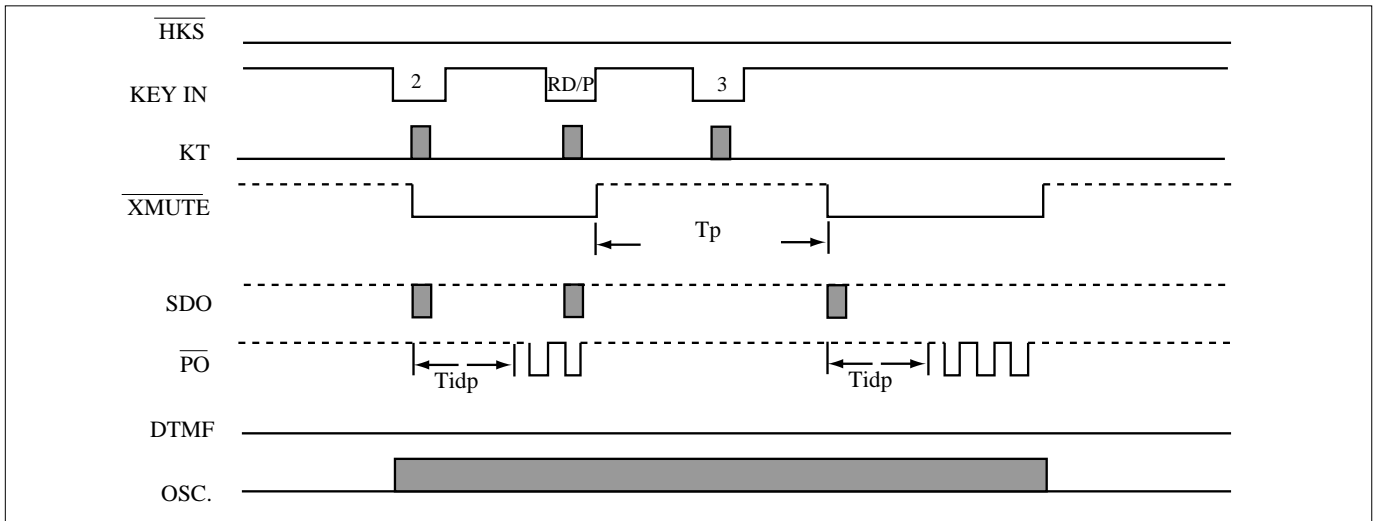 HKS
KEY IN
2
RD/P
3
KT
XMUTE
Tp
SDO
PO
Tidp
Tidp
DTMF
OSC.